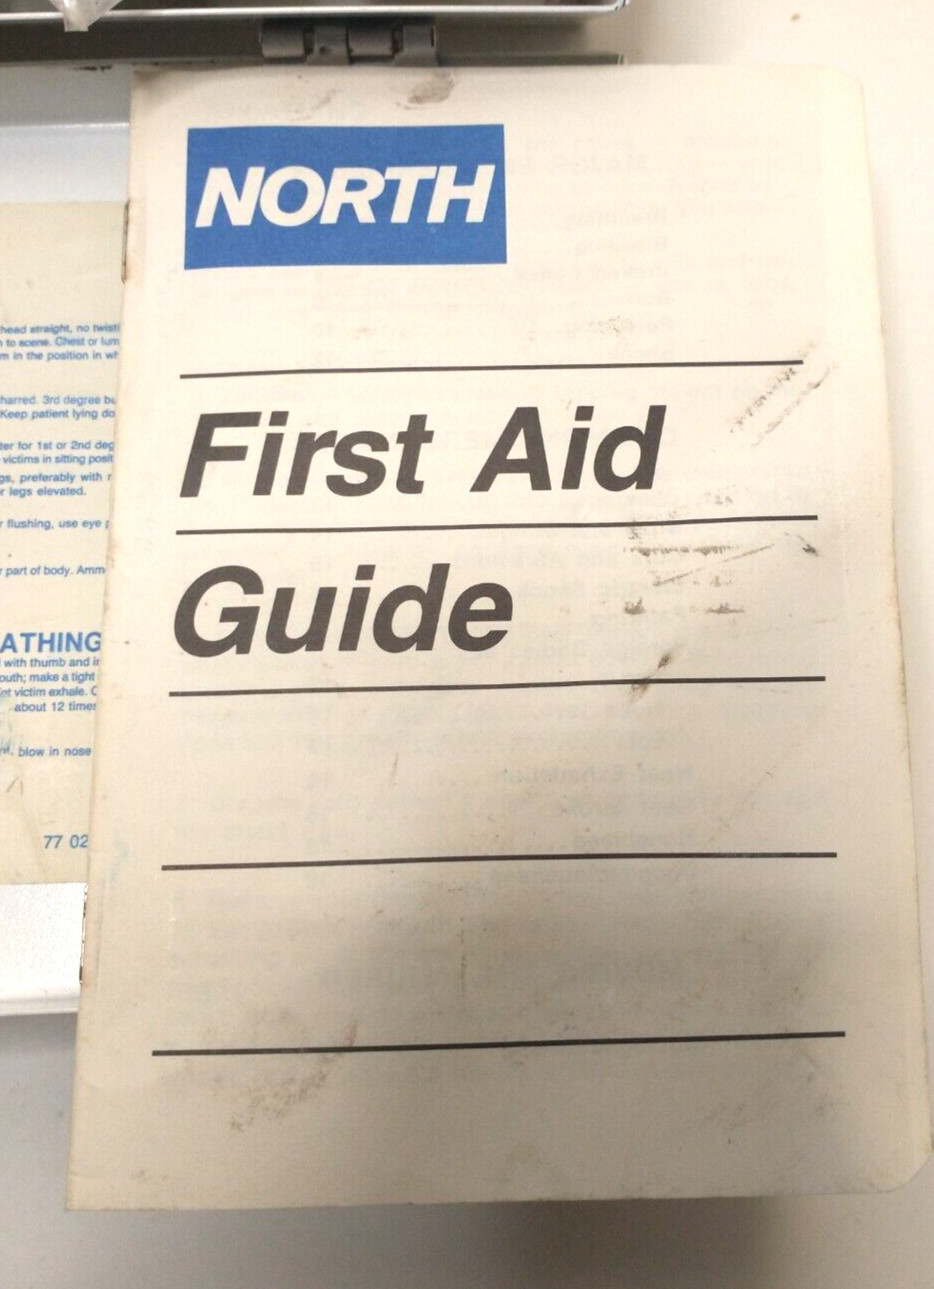 NORTH
First Aid
Guide
head straight, no twisti
to scene. Chest or lum
m in the position in wh
harred. 3rd degree bu
Keep patient lying do
ter for 1st or 2nd deg
victims in sitting posit
gs, preferably with r
r legs elevated.
r flushing, use eye p
r part of body. Amm
ATHING
with thumb and in
outh; make a tight
let victim exhale. C
about 12 times
blow in nose
77 02